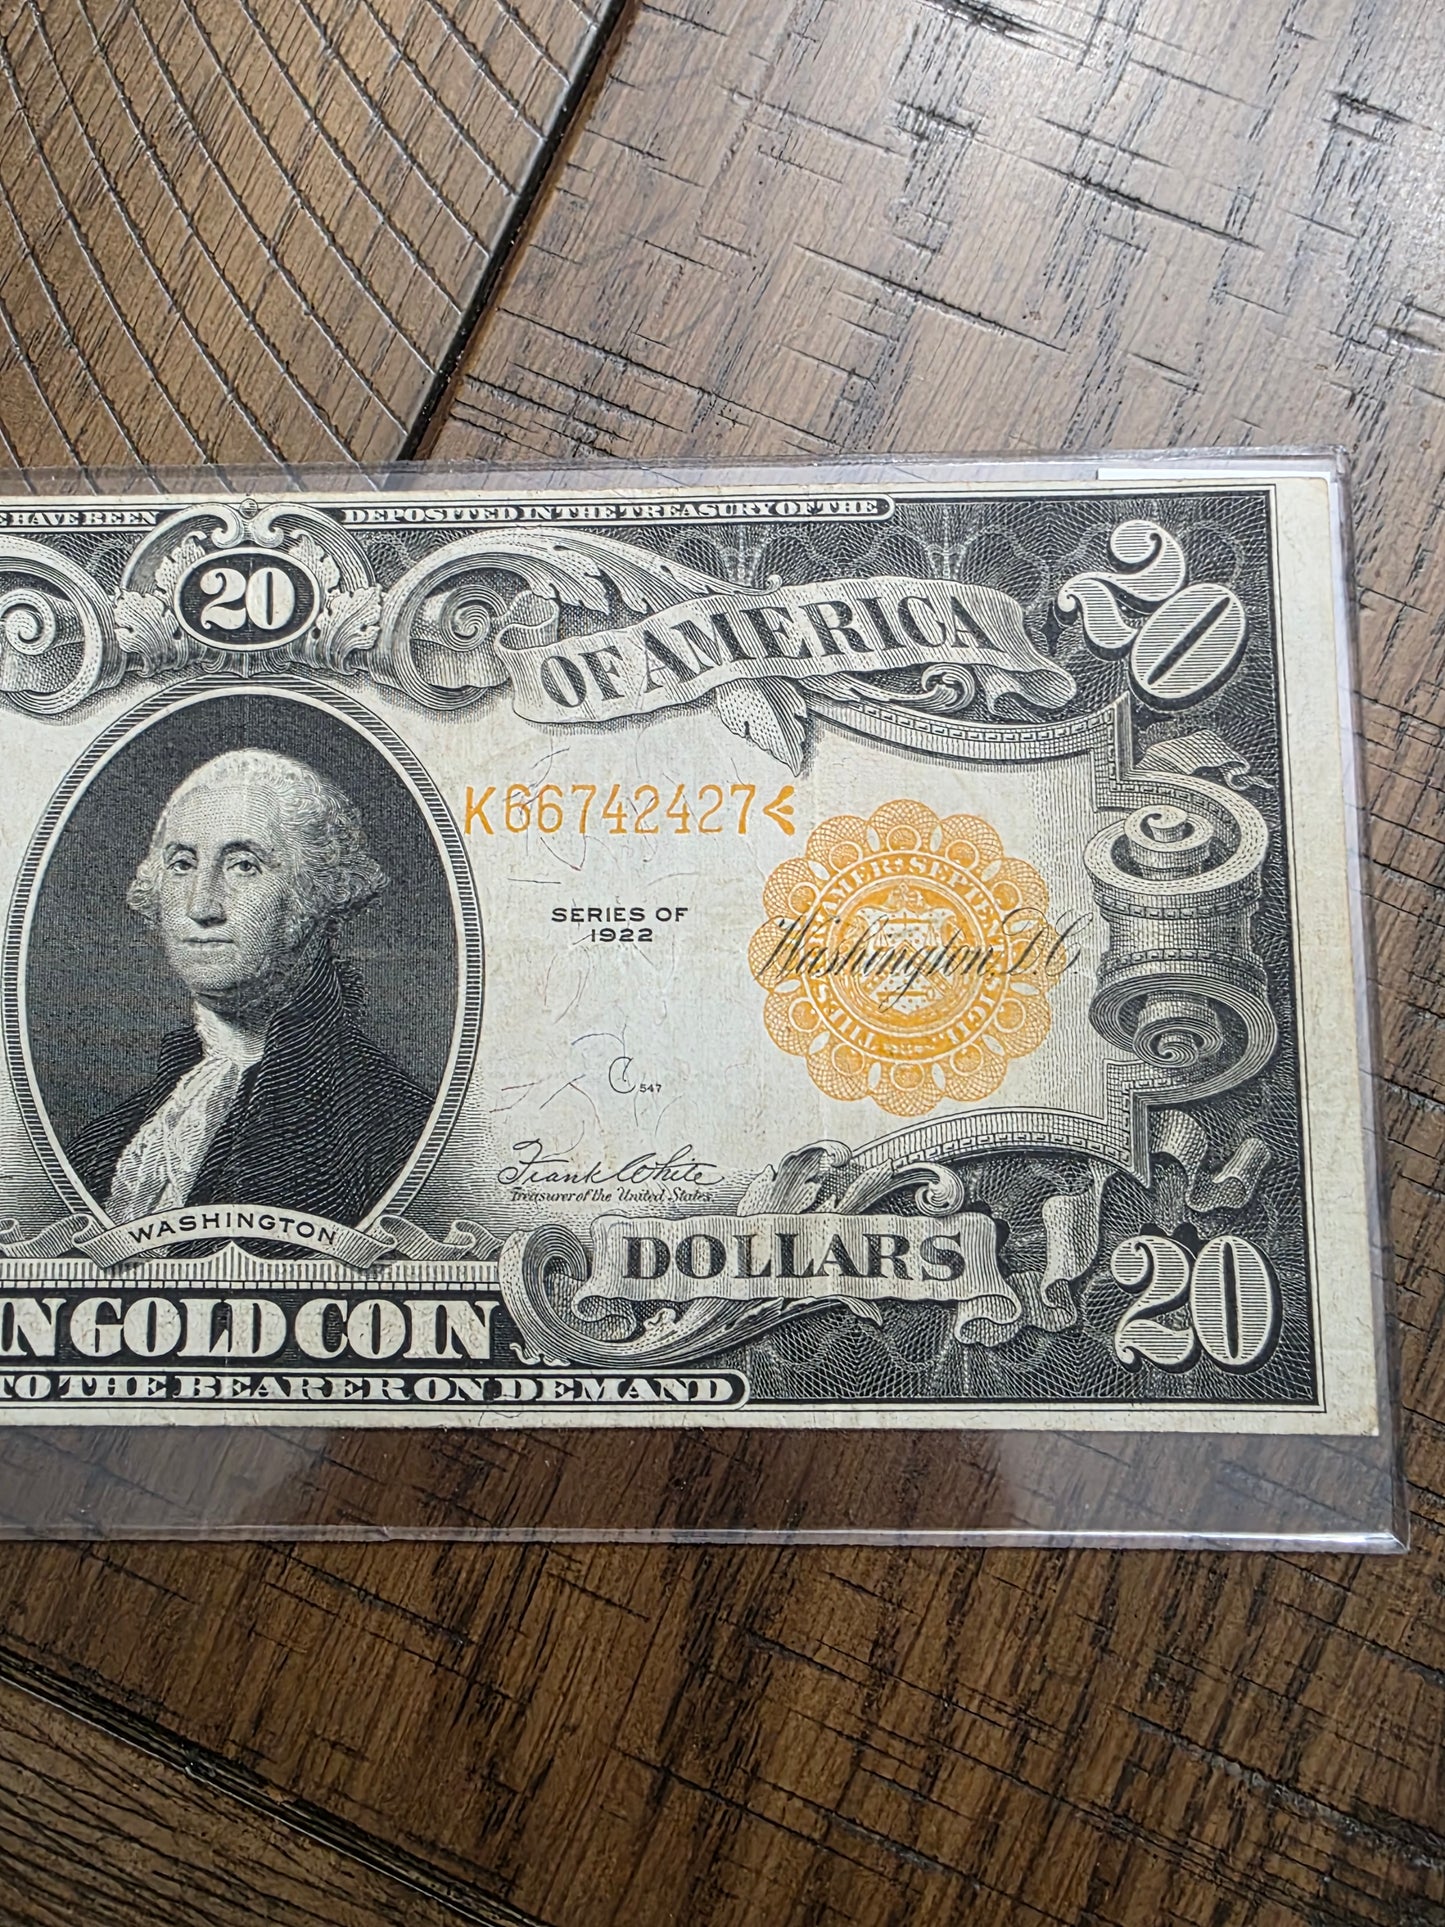 HAVE BEEN DEPOSITED IN THE TREASURY OF THE
20
20
OF AMERICA
K66742427
SERIES OF
1922
Washington, D.C.
C 547
Frank White
Treasurer of the United States.
WASHINGTON
DOLLARS
20
IN GOLD COIN
TO THE BEARER ON DEMAND